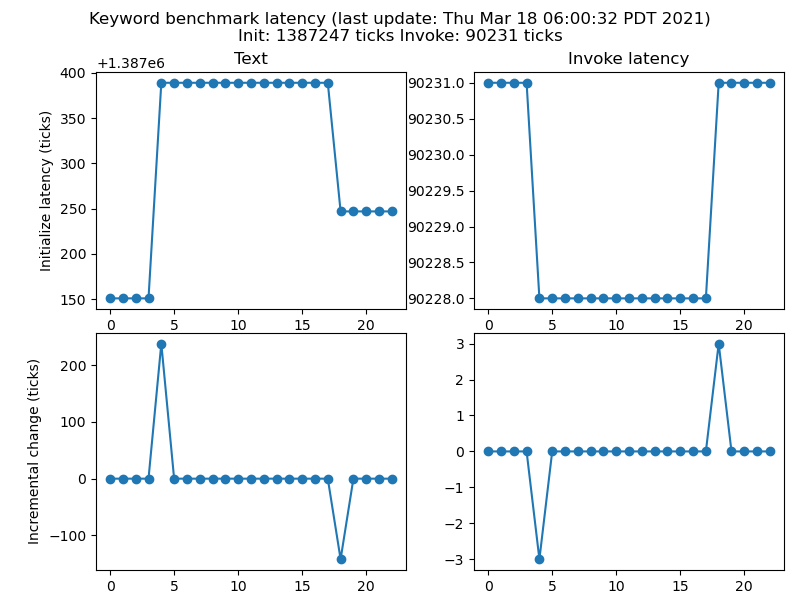 Keyword benchmark latency (last update: Thu Mar 18 06:00:32 PDT 2021)
Init: 1387247 ticks Invoke: 90231 ticks
Text
Invoke latency
+1.387e6
Initialize latency (ticks)
400
350
300
250
200
150
0 5 10 15 20
90231.0
90230.5
90230.0
90229.5
90229.0
90228.5
90228.0
0 5 10 15 20
Incremental change (ticks)
200
100
0
−100
0 5 10 15 20
3
2
1
0
−1
−2
−3
0 5 10 15 20